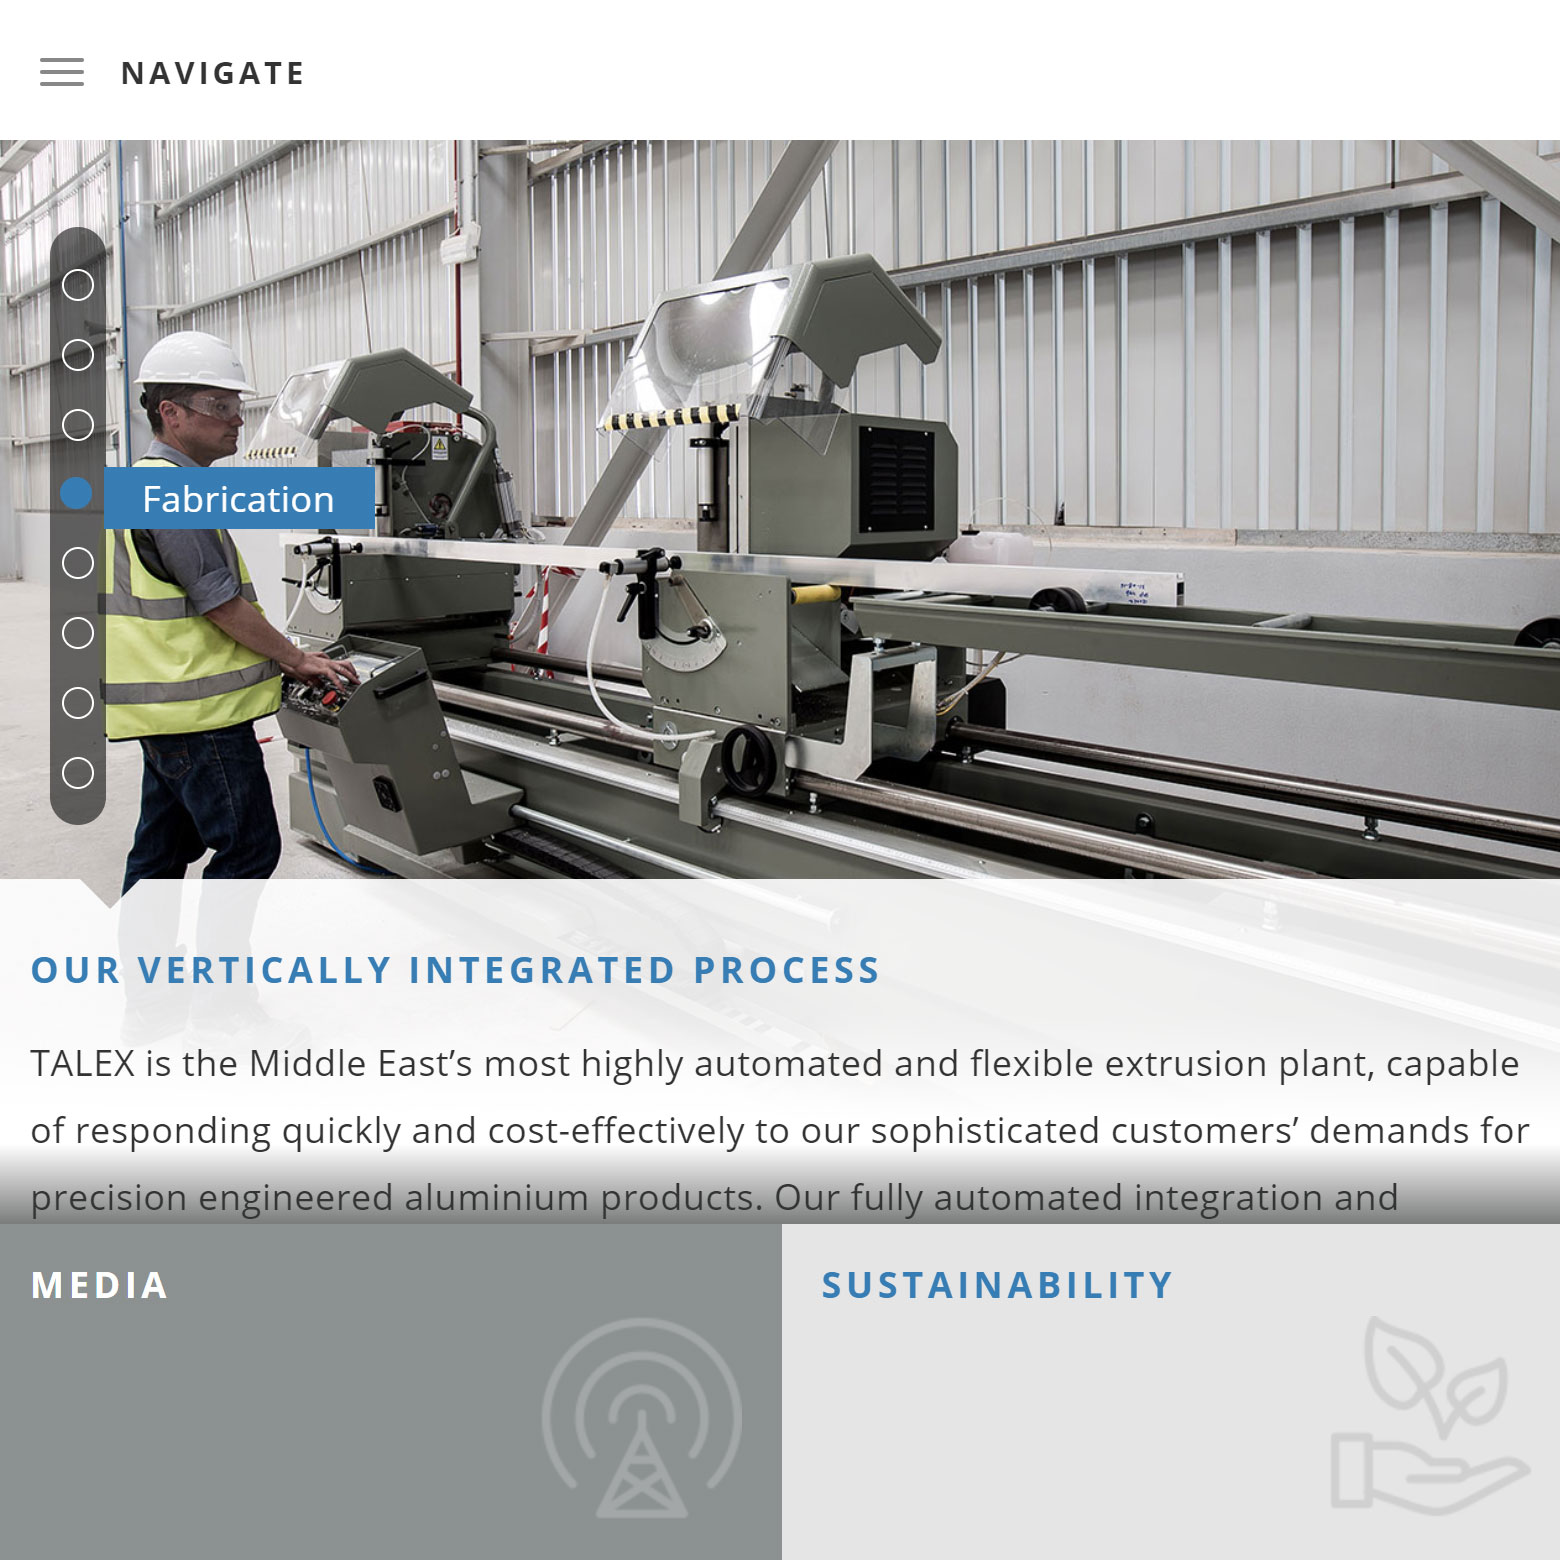 NAVIGATE
Fabrication
OUR VERTICALLY INTEGRATED PROCESS
TALEX is the Middle East’s most highly automated and flexible extrusion plant, capable
of responding quickly and cost-effectively to our sophisticated customers’ demands for
precision engineered aluminium products. Our fully automated integration and
MEDIA
SUSTAINABILITY